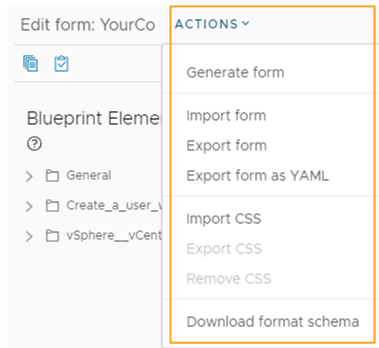 Edit form: YourCo
ACTIONS
Generate form
Import form
Export form
Export form as YAML
Import CSS
Export CSS
Remove CSS
Download format schema
Blueprint Eleme
General
Create_a_user_v
vSphere__vCent